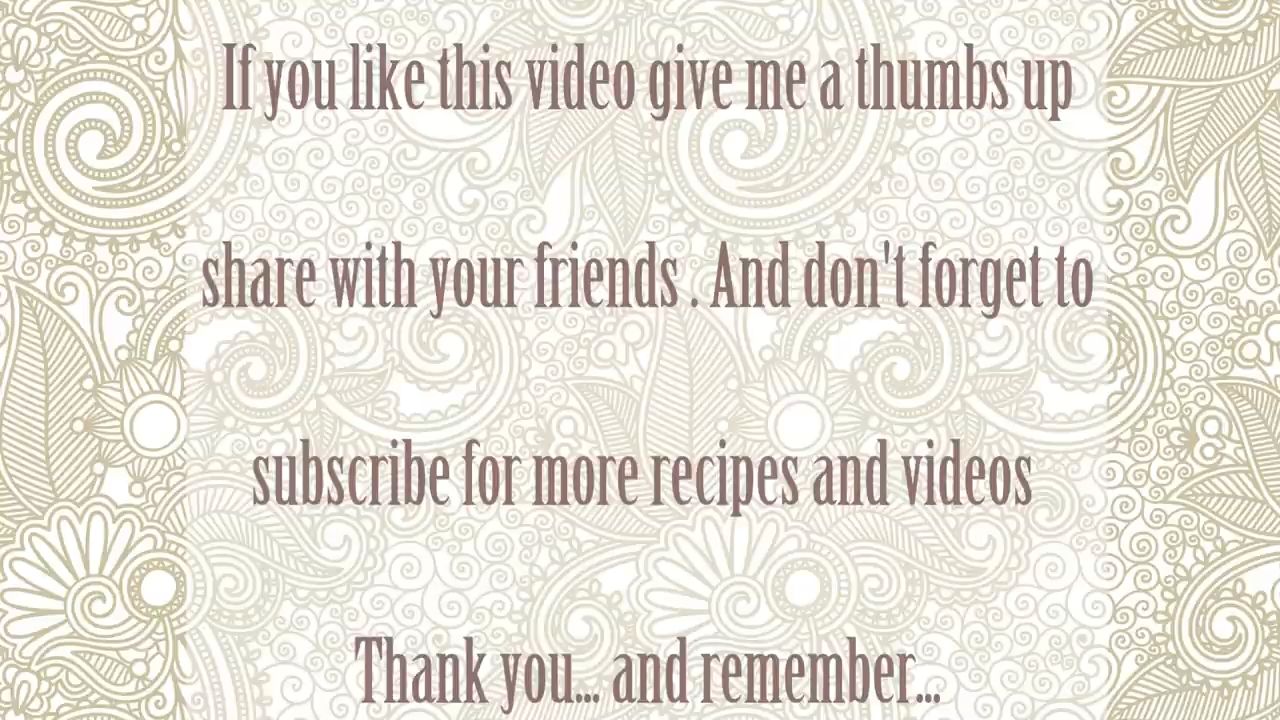 If you like this video give me a thumbs up
share with your friends . And don't forget to
subscribe for more recipes and videos
Thank you... and remember...